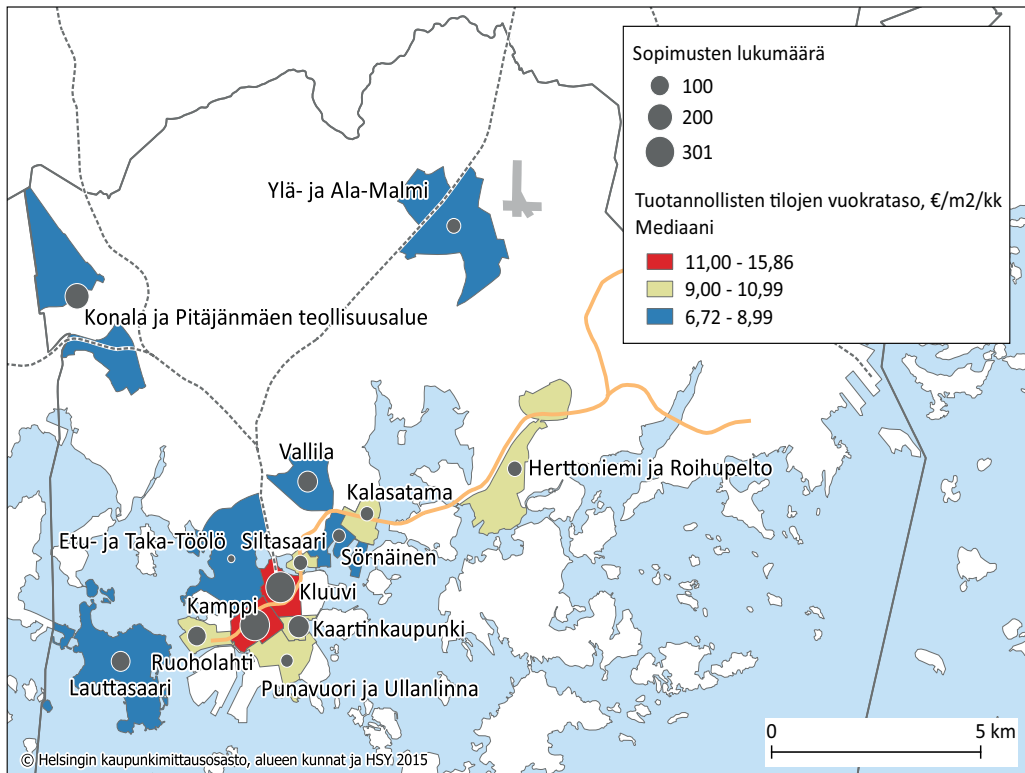 Sopimusten lukumäärä
100
200
301
Tuotannollisten tilojen vuokrataso, €/m2/kk
Mediaani
11,00 - 15,86
9,00 - 10,99
6,72 - 8,99
Ylä- ja Ala-Malmi
Konala ja Pitäjänmäen teollisuusalue
Vallila
Herttoniemi ja Roihupelto
Kalasatama
Etu- ja Taka-Töölö
Siltasaari
Sörnäinen
Kluuvi
Kamppi
Kaartinkaupunki
Ruoholahti
Lauttasaari
Punavuori ja Ullanlinna
0 5 km
© Helsingin kaupunkimittausosasto, alueen kunnat ja HSY 2015